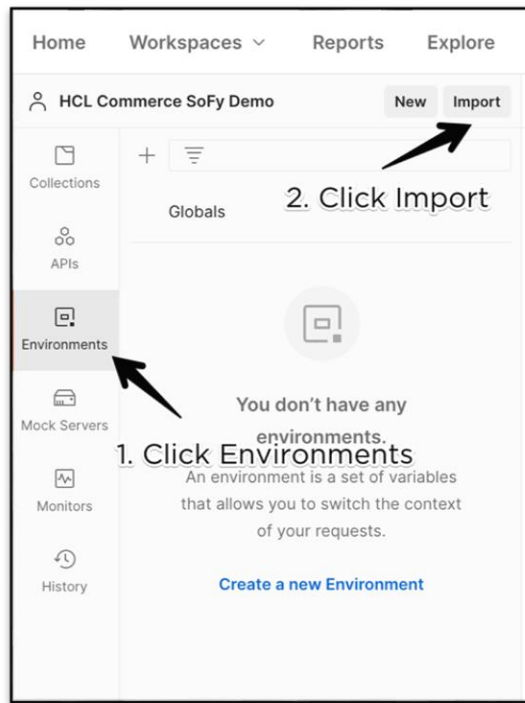 Home Workspaces Reports Explore
HCL Commerce SoFy Demo New Import
Collections
2. Click Import
Globals
APIs
Environments
You don't have any
environments.
Mock Servers
1. Click Environments
An environment is a set of variables
that allows you to switch the context
of your requests.
Monitors
History
Create a new Environment